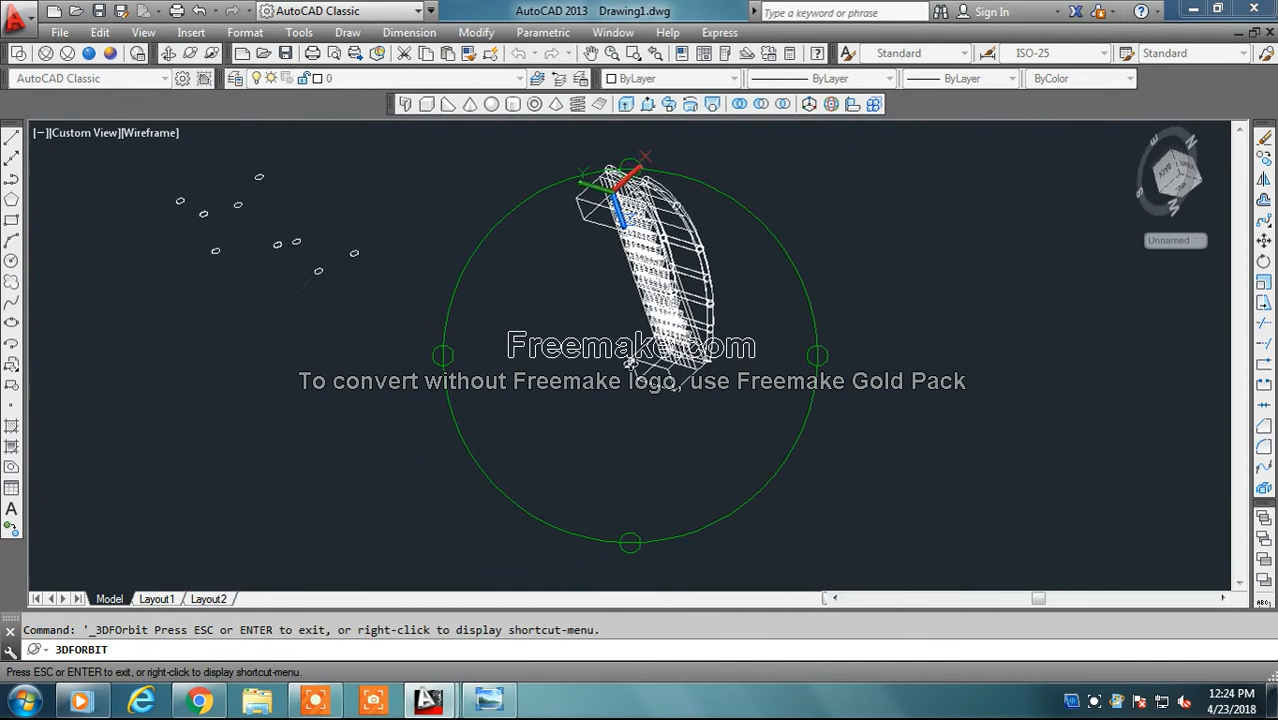 AutoCAD Classic
AutoCAD 2013 Drawing1.dwg
Type a keyword or phrase
Sign In
File Edit View Insert Format Tools Draw Dimension Modify Parametric Window Help Express
Standard
ISO-25
Standard
AutoCAD Classic
0
ByLayer
ByLayer
ByLayer
ByColor
[−][Custom View][Wireframe]
X
Y
N
BACK
Unnamed
Freemake.com
To convert without Freemake logo, use Freemake Gold Pack
Model Layout1 Layout2
Command: '_3DFOrbit Press ESC or ENTER to exit, or right-click to display shortcut-menu.
3DFORBIT
Press ESC or ENTER to exit, or right-click to display shortcut-menu.
12:24 PM
4/23/2018